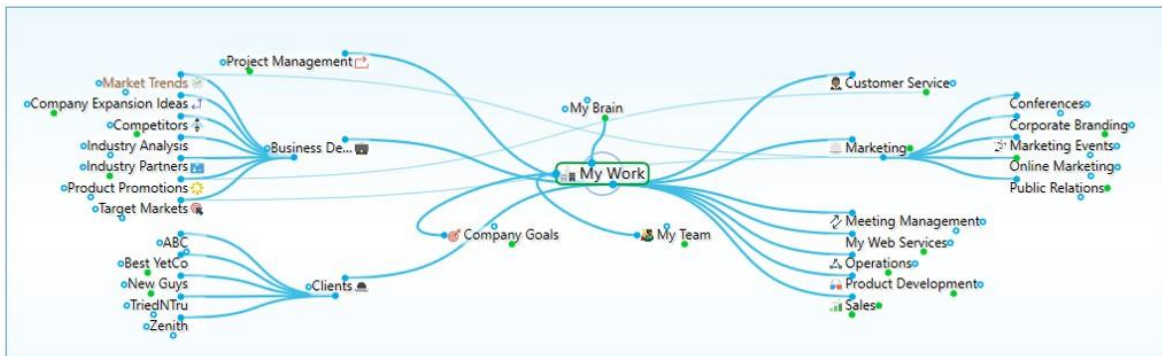 Project Management
Market Trends
Company Expansion Ideas
Competitors
Industry Analysis
Industry Partners
Product Promotions
Target Markets
Business De...
ABC
Best YetCo
New Guys
TriedNTru
Zenith
Clients
My Brain
My Work
Company Goals
My Team
Customer Service
Marketing
Conferences
Corporate Branding
Marketing Events
Online Marketing
Public Relations
Meeting Management
My Web Services
Operations
Product Development
Sales